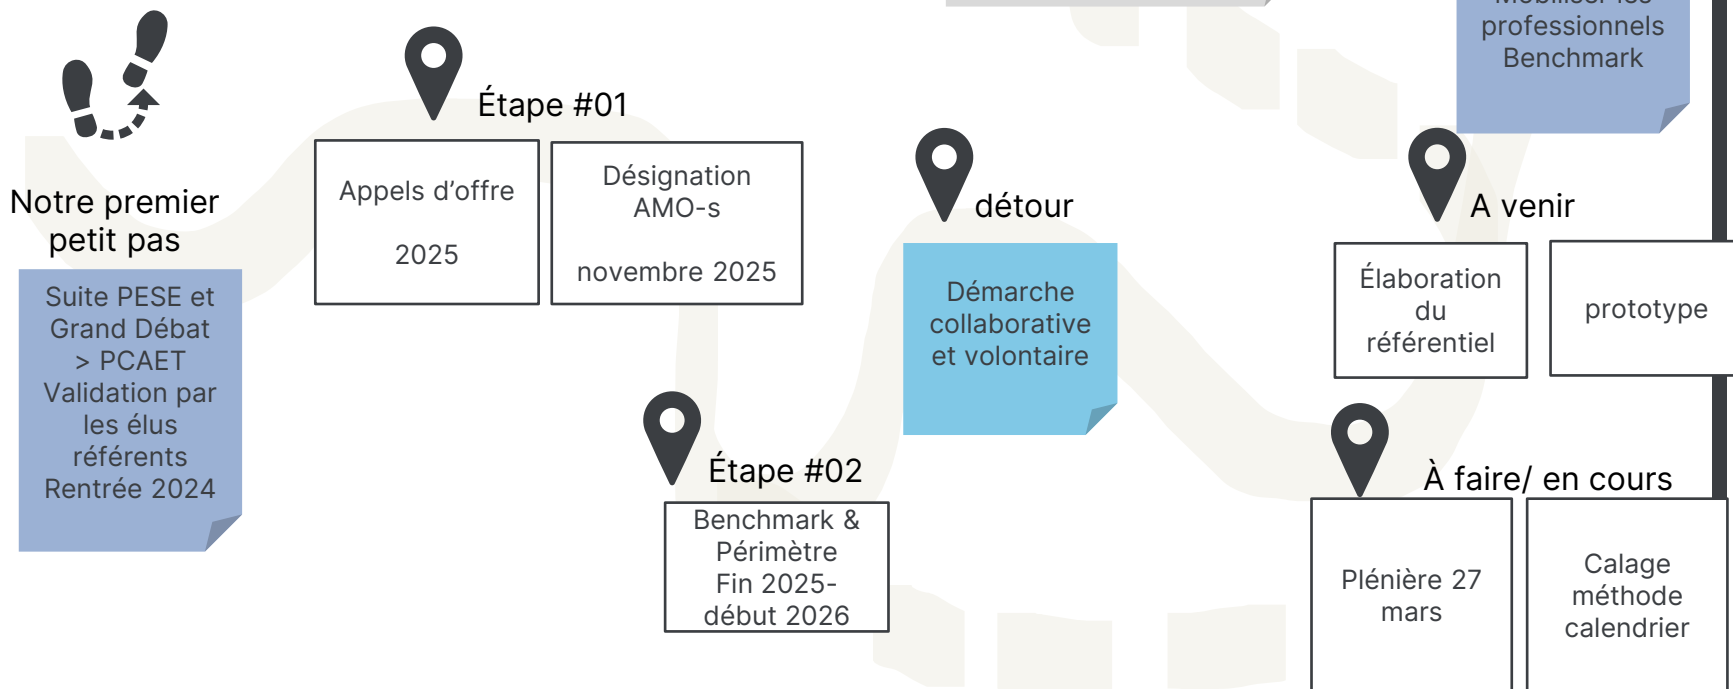 Mobiliser les
professionnels
Benchmark
Étape #01
Appels d’offre
2025
Désignation
AMO-s
novembre 2025
Notre premier
petit pas
Suite PESE et
Grand Débat
> PCAET
Validation par
les élus
référents
Rentrée 2024
détour
Démarche
collaborative
et volontaire
A venir
Élaboration
du
référentiel
prototype
Étape #02
Benchmark &
Périmètre
Fin 2025-
début 2026
À faire/ en cours
Plénière 27
mars
Calage
méthode
calendrier